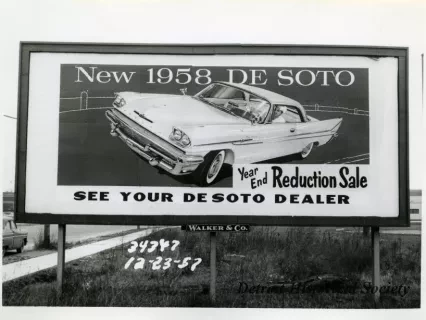 New 1958 DE SOTO
Year End Reduction Sale
SEE YOUR DE SOTO DEALER
WALKER & CO.
34347
12-23-57
Detroit Historical Society